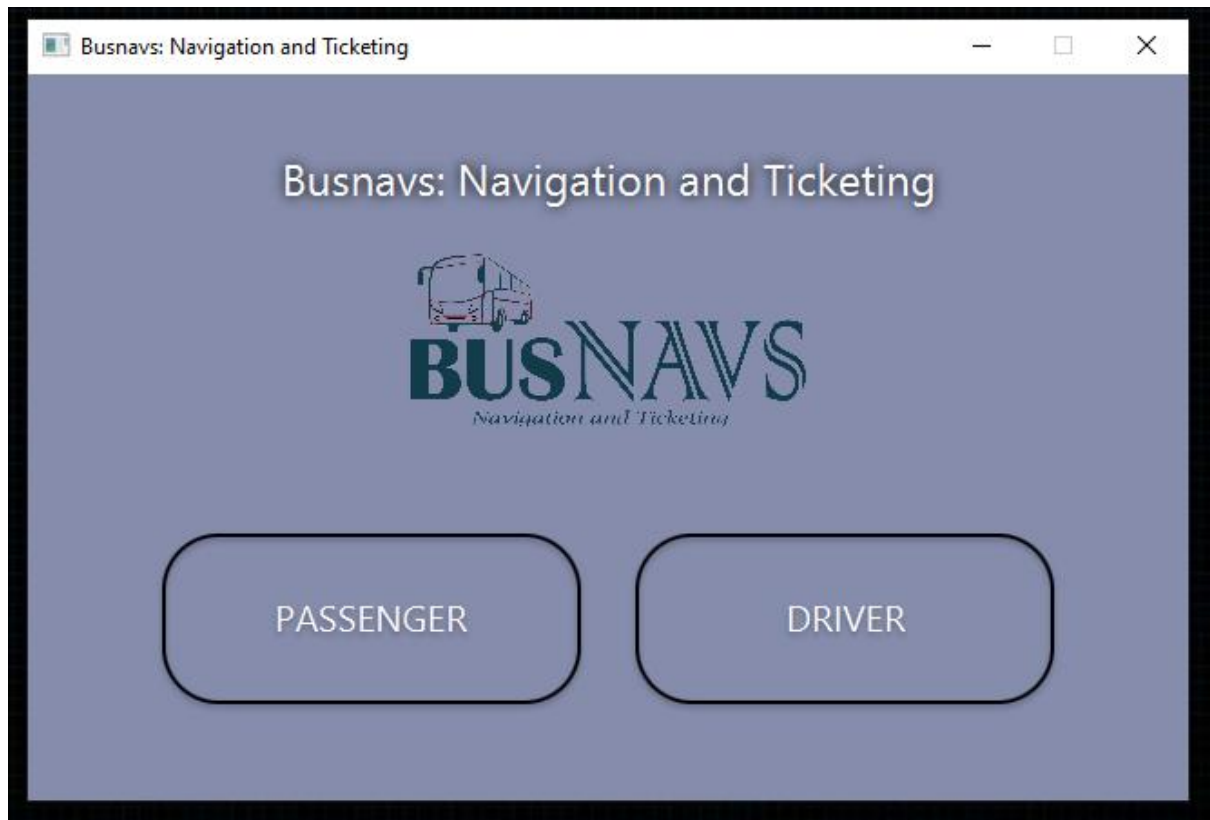 Busnavs: Navigation and Ticketing
Busnavs: Navigation and Ticketing
BUSNAVS
Navigation and Ticketing
PASSENGER
DRIVER